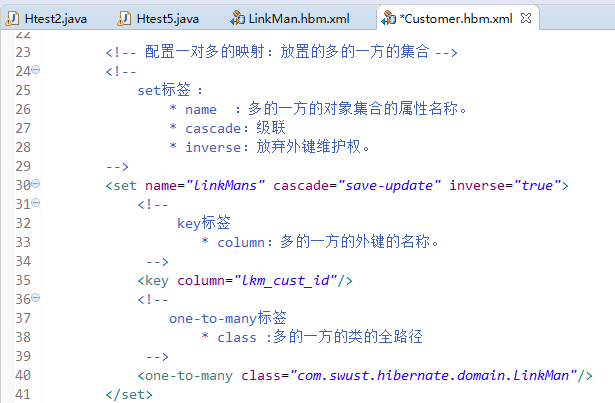 Htest2.java Htest5.java LinkMan.hbm.xml *Customer.hbm.xml
22
23 <!-- 配置一对多的映射：放置的多的一方的集合 -->
24 <!--
25 set标签 ：
26 * name ：多的一方的对象集合的属性名称。
27 * cascade：级联
28 * inverse：放弃外键维护权。
29 -->
30 <set name="linkMans" cascade="save-update" inverse="true">
31 <!--
32 key标签
33 * column：多的一方的外键的名称。
34 -->
35 <key column="lkm_cust_id"/>
36 <!--
37 one-to-many标签
38 * class :多的一方的类的全路径
39 -->
40 <one-to-many class="com.swust.hibernate.domain.LinkMan"/>
41 </set>